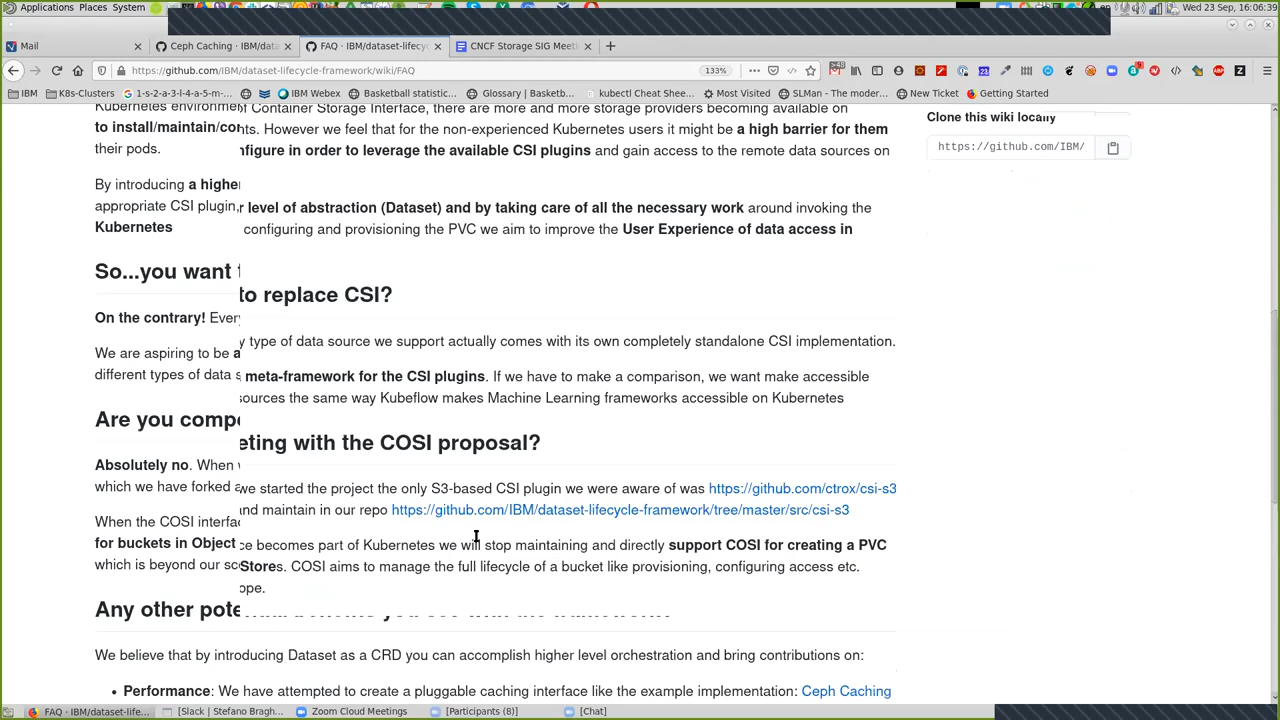 Applications Places System
Wed 23 Sep, 16:06:39
Mail
Ceph Caching · IBM/data
FAQ · IBM/dataset-lifecyc
CNCF Storage SIG Meeti
https://github.com/IBM/dataset-lifecycle-framework/wiki/FAQ
133%
IBM
K8s-Clusters
1-s-2.a-3-l-4.a-5-m-...
IBM Webex
Basketball statistic...
Glossary | Basketb...
kubectl Cheat Shee...
Most Visited
SLMan - The moder...
New Ticket
Getting Started
Kubernetes environmen
f Container Storage Interface, there are more and more storage providers becoming available on
to install/maintain/con
nts. However we feel that for the non-experienced Kubernetes users it might be a high barrier for them
their pods.
nfigure in order to leverage the available CSI plugins and gain access to the remote data sources on
By introducing a higher
appropriate CSI plugin,
r level of abstraction (Dataset) and by taking care of all the necessary work around invoking the
Kubernetes
configuring and provisioning the PVC we aim to improve the User Experience of data access in
So...you want t
to replace CSI?
On the contrary! Every
y type of data source we support actually comes with its own completely standalone CSI implementation.
We are aspiring to be a
different types of data s
meta-framework for the CSI plugins. If we have to make a comparison, we want make accessible
sources the same way Kubeflow makes Machine Learning frameworks accessible on Kubernetes
Are you compe
eting with the COSI proposal?
Absolutely no. When w
which we have forked a
we started the project the only S3-based CSI plugin we were aware of was https://github.com/ctrox/csi-s3
and maintain in our repo https://github.com/IBM/dataset-lifecycle-framework/tree/master/src/csi-s3
When the COSI interfac
for buckets in Object
ce becomes part of Kubernetes we will stop maintaining and directly support COSI for creating a PVC
which is beyond our sco
Stores. COSI aims to manage the full lifecycle of a bucket like provisioning, configuring access etc.
ope.
Any other pote
We believe that by introducing Dataset as a CRD you can accomplish higher level orchestration and bring contributions on:
• Performance: We have attempted to create a pluggable caching interface like the example implementation: Ceph Caching
Clone this wiki locally
https://github.com/IBM/
FAQ · IBM/dataset-life...
[Slack | Stefano Bragh...
Zoom Cloud Meetings
[Participants (8)]
[Chat]